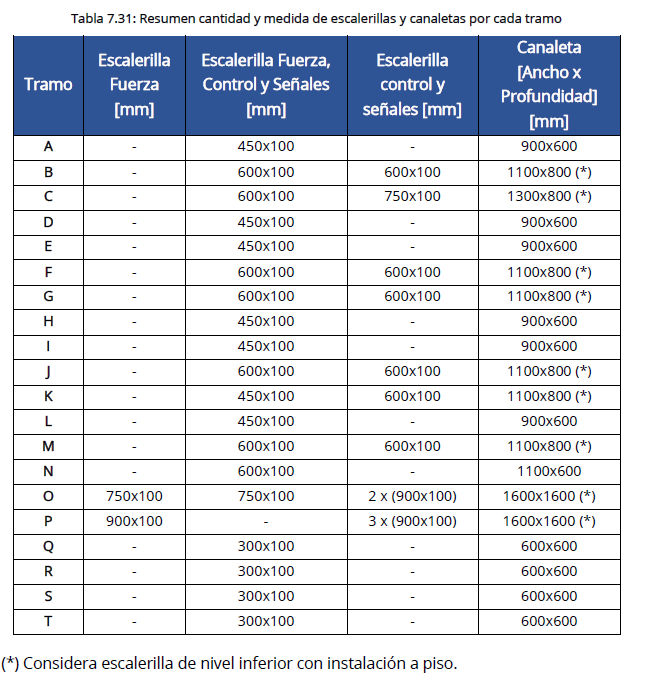 Tabla 7.31: Resumen cantidad y medida de escalerillas y canaletas por cada tramo
Tramo | Escalerilla Fuerza [mm] | Escalerilla Fuerza, Control y Señales [mm] | Escalerilla control y señales [mm] | Canaleta [Ancho x Profundidad] [mm]
A | - | 450x100 | - | 900x600
B | - | 600x100 | 600x100 | 1100x800 (*)
C | - | 600x100 | 750x100 | 1300x800 (*)
D | - | 450x100 | - | 900x600
E | - | 450x100 | - | 900x600
F | - | 600x100 | 600x100 | 1100x800 (*)
G | - | 600x100 | 600x100 | 1100x800 (*)
H | - | 450x100 | - | 900x600
I | - | 450x100 | - | 900x600
J | - | 600x100 | 600x100 | 1100x800 (*)
K | - | 450x100 | 600x100 | 1100x800 (*)
L | - | 450x100 | - | 900x600
M | - | 600x100 | 600x100 | 1100x800 (*)
N | - | 600x100 | - | 1100x600
O | 750x100 | 750x100 | 2 x (900x100) | 1600x1600 (*)
P | 900x100 | - | 3 x (900x100) | 1600x1600 (*)
Q | - | 300x100 | - | 600x600
R | - | 300x100 | - | 600x600
S | - | 300x100 | - | 600x600
T | - | 300x100 | - | 600x600
(*) Considera escalerilla de nivel inferior con instalación a piso.